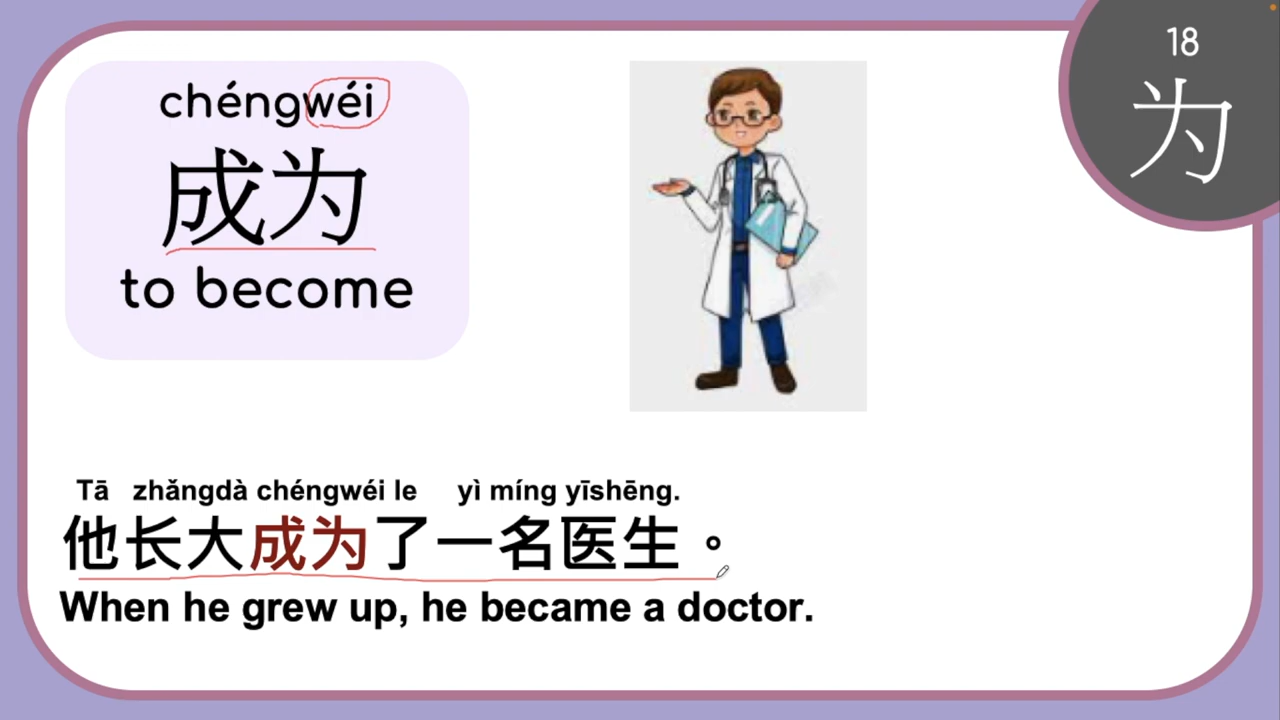 18
为
chéngwéi
成为
to become
Tā zhǎngdà chéngwéi le yì míng yīshēng.
他长大成为了一名医生。
When he grew up, he became a doctor.